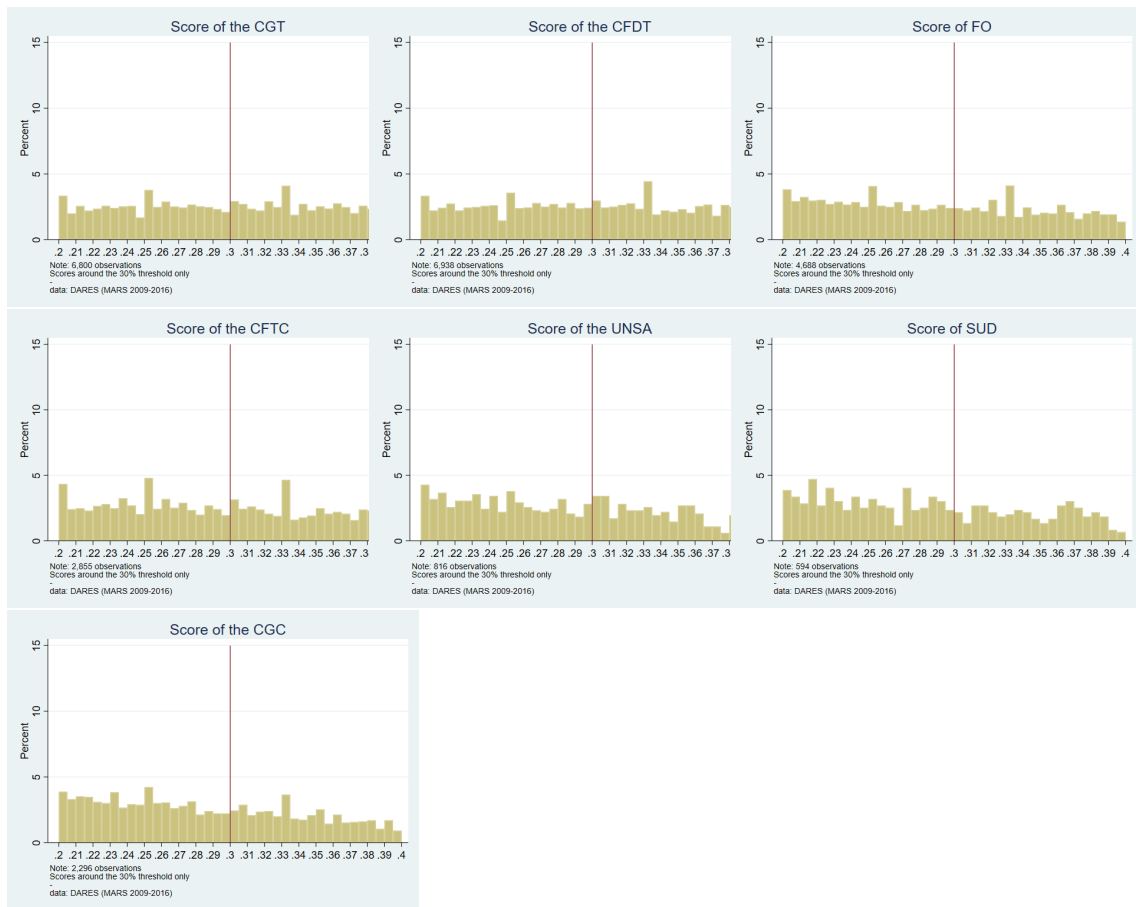 Score of the CGT
Percent
15
10
5
0
.2 .21 .22 .23 .24 .25 .26 .27 .28 .29 .3 .31 .32 .33 .34 .35 .36 .37 .3
Note: 6,800 observations
Scores around the 30% threshold only
-
data: DARES (MARS 2009-2016)
Score of the CFDT
Percent
15
10
5
0
.2 .21 .22 .23 .24 .25 .26 .27 .28 .29 .3 .31 .32 .33 .34 .35 .36 .37 .3
Note: 6,938 observations
Scores around the 30% threshold only
-
data: DARES (MARS 2009-2016)
Score of FO
Percent
15
10
5
0
.2 .21 .22 .23 .24 .25 .26 .27 .28 .29 .3 .31 .32 .33 .34 .35 .36 .37 .38 .39 .4
Note: 4,688 observations
Scores around the 30% threshold only
-
data: DARES (MARS 2009-2016)
Score of the CFTC
Percent
15
10
5
0
.2 .21 .22 .23 .24 .25 .26 .27 .28 .29 .3 .31 .32 .33 .34 .35 .36 .37 .3
Note: 2,855 observations
Scores around the 30% threshold only
-
data: DARES (MARS 2009-2016)
Score of the UNSA
Percent
15
10
5
0
.2 .21 .22 .23 .24 .25 .26 .27 .28 .29 .3 .31 .32 .33 .34 .35 .36 .37 .3
Note: 816 observations
Scores around the 30% threshold only
-
data: DARES (MARS 2009-2016)
Score of SUD
Percent
15
10
5
0
.2 .21 .22 .23 .24 .25 .26 .27 .28 .29 .3 .31 .32 .33 .34 .35 .36 .37 .38 .39 .4
Note: 594 observations
Scores around the 30% threshold only
-
data: DARES (MARS 2009-2016)
Score of the CGC
Percent
15
10
5
0
.2 .21 .22 .23 .24 .25 .26 .27 .28 .29 .3 .31 .32 .33 .34 .35 .36 .37 .38 .39 .4
Note: 2,296 observations
Scores around the 30% threshold only
-
data: DARES (MARS 2009-2016)